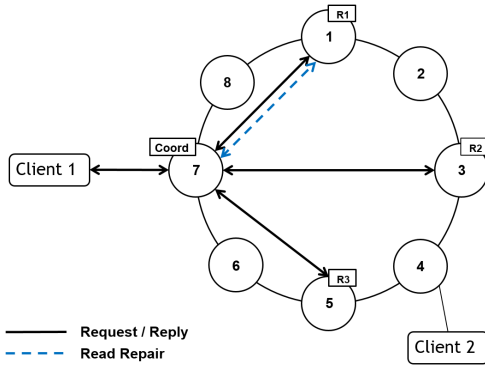 R1
1
2
8
Coord
7
Client 1
R2
3
6
4
R3
5
Request / Reply
Read Repair
Client 2